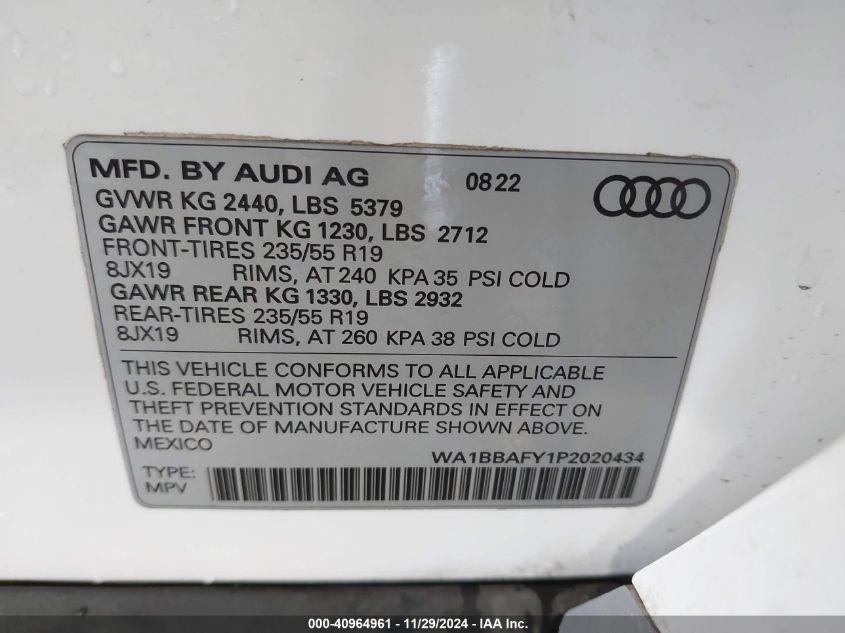 MFD. BY AUDI AG 08 22
GVWR KG 2440, LBS 5379
GAWR FRONT KG 1230, LBS 2712
FRONT-TIRES 235/55 R19
8JX19 RIMS, AT 240 KPA 35 PSI COLD
GAWR REAR KG 1330, LBS 2932
REAR-TIRES 235/55 R19
8JX19 RIMS, AT 260 KPA 38 PSI COLD
THIS VEHICLE CONFORMS TO ALL APPLICABLE
U.S. FEDERAL MOTOR VEHICLE SAFETY AND
THEFT PREVENTION STANDARDS IN EFFECT ON
THE DATE OF MANUFACTURE SHOWN ABOVE.
MEXICO
WA1BBAFY1P2020434
TYPE:
MPV
000-40964961 - 11/29/2024 - IAA Inc.